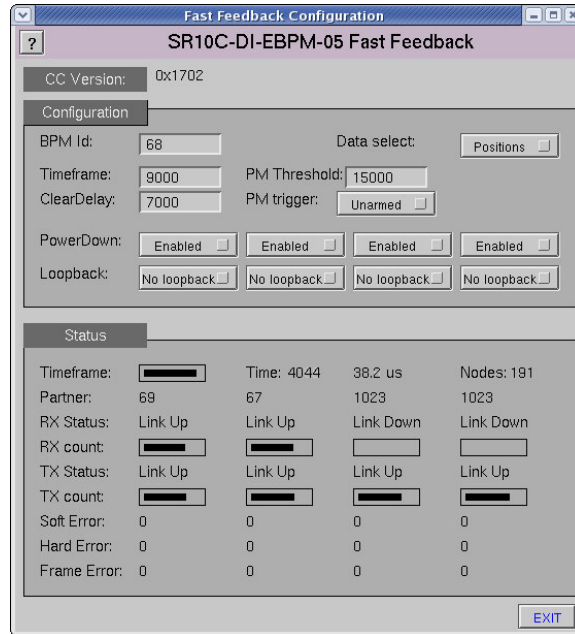 Fast Feedback Configuration
? SR10C-DI-EBPM-05 Fast Feedback
CC Version: 0x1702
Configuration
BPM Id: 68 Data select: Positions
Timeframe: 9000 PM Threshold: 15000
ClearDelay: 7000 PM trigger: Unarmed
PowerDown: Enabled Enabled Enabled Enabled
Loopback: No loopback No loopback No loopback No loopback
Status
Timeframe: Time: 4044 38.2 us Nodes: 191
Partner: 69 67 1023 1023
RX Status: Link Up Link Up Link Down Link Down
RX count:
TX Status: Link Up Link Up Link Up Link Up
TX count:
Soft Error: 0 0 0 0
Hard Error: 0 0 0 0
Frame Error: 0 0 0 0
EXIT